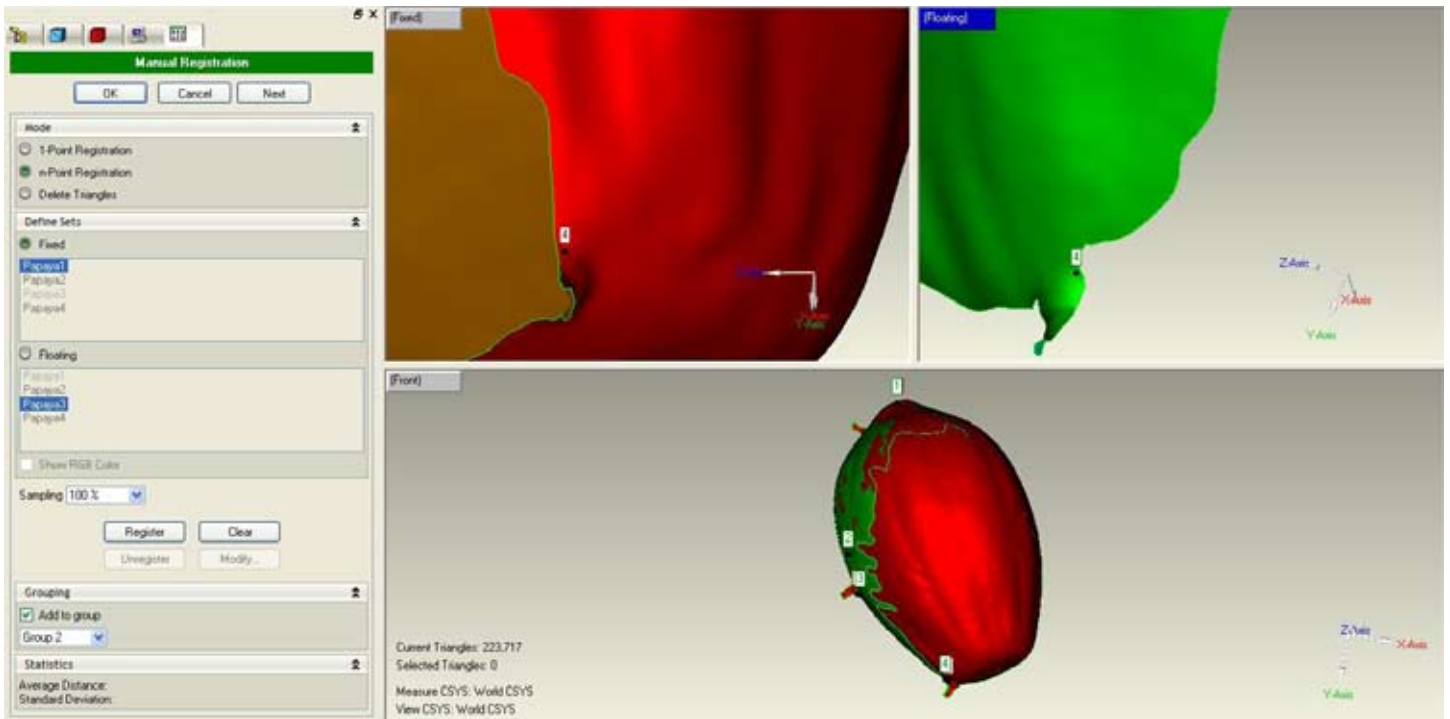 Manual Registration
OK Cancel Next
Mode
1-Point Registration
n-Point Registration
Delete Triangles
Define Sets
Fixed
Papaya1
Papaya2
Papaya3
Papaya4
Floating
Papaya1
Papaya2
Papaya3
Papaya4
Show RGB Color
Sampling 100 %
Register Clear
Unregister Modify...
Grouping
Add to group
Group 2
Statistics
Average Distance:
Standard Deviation:
(Fixed)
4
Y-Axis
(Floating)
4
Z-Axis
X-Axis
Y-Axis
(Front)
1
2
3
4
Current Triangles: 223.717
Selected Triangles: 0
Measure CSYS: World CSYS
View CSYS: World CSYS
Z-Axis
X-Axis
Y-Axis